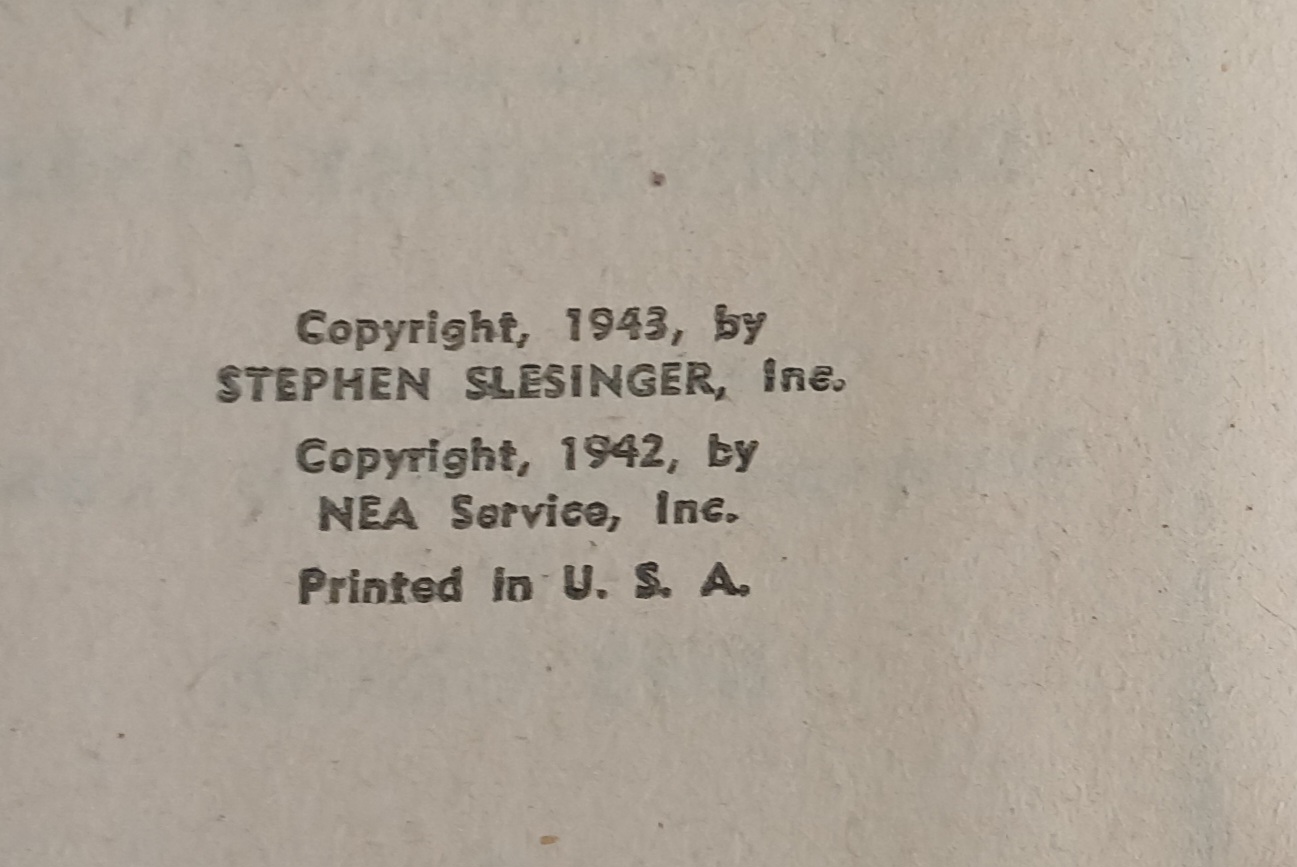 Copyright, 1943, by
STEPHEN SLESINGER, Inc.
Copyright, 1942, by
NEA Service, Inc.
Printed in U. S. A.